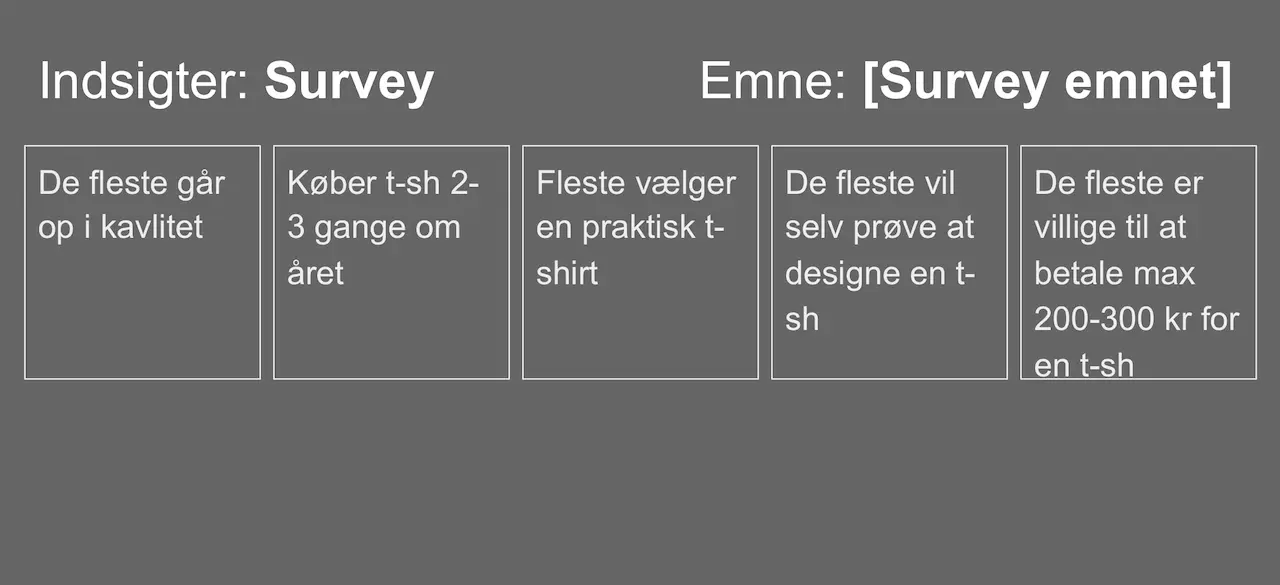 Indsigter: Survey
Emne: [Survey emnet]
De fleste går
op i kavlitet
Køber t-sh 2-
3 gange om
året
Fleste vælger
en praktisk t-
shirt
De fleste vil
selv prøve at
designe en t-
sh
De fleste er
villige til at
betale max
200-300 kr for
en t-sh